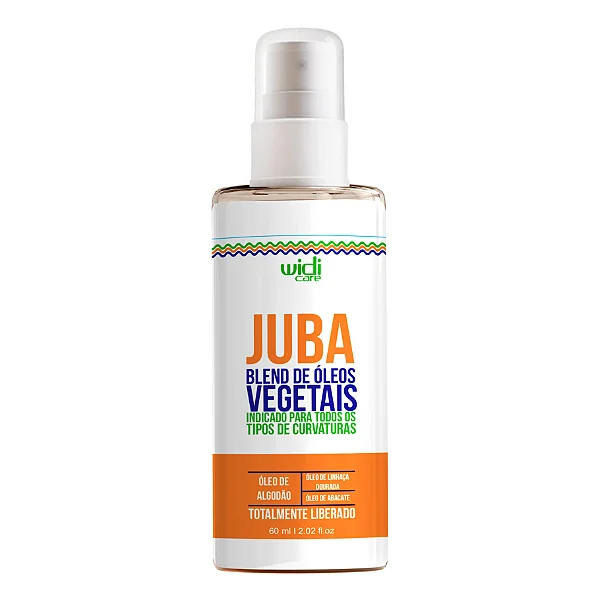 widi
care
JUBA
BLEND DE ÓLEOS
VEGETAIS
INDICADO PARA TODOS OS
TIPOS DE CURVATURAS
ÓLEO DE
ALGODÃO
ÓLEO DE LINHAÇA
DOURADA
ÓLEO DE ABACATE
TOTALMENTE LIBERADO
60 ml | 2.02 fl.oz